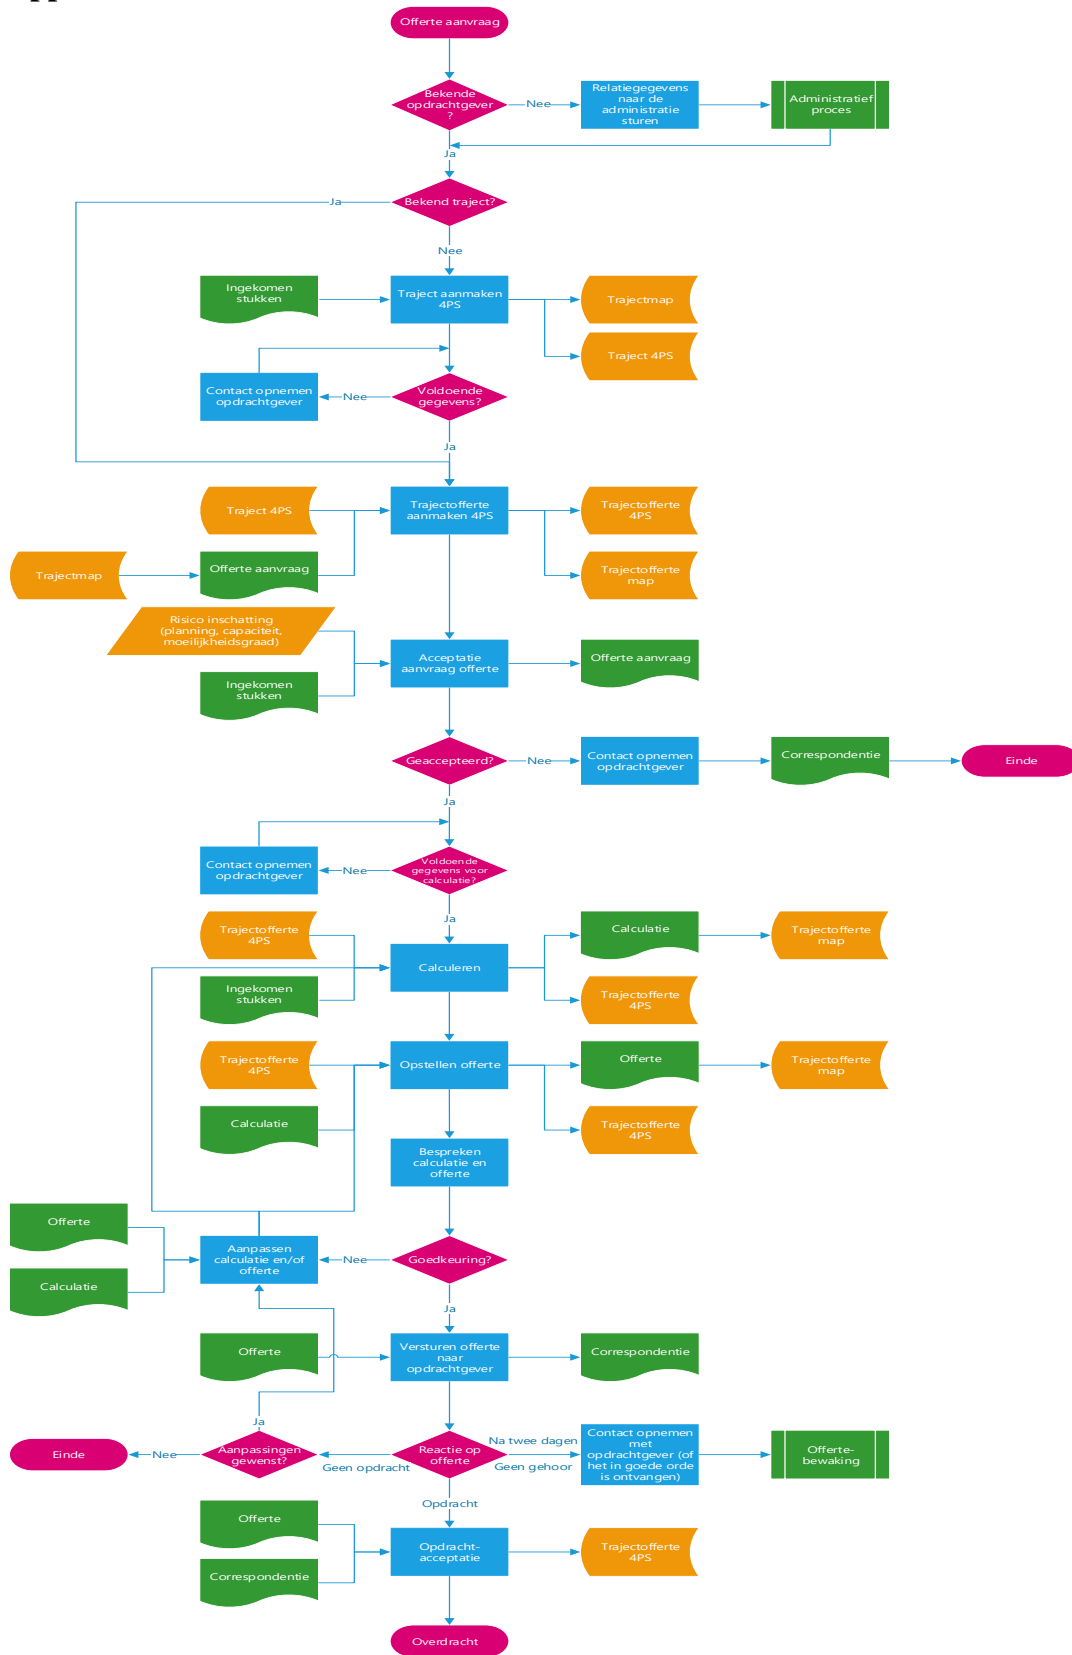 Offerte aanvraag
Bekende
opdrachtgever
?
Nee
Relatiegegevens
naar de
administratie
sturen
Administratief
proces
Ja
Ja
Bekend traject?
Nee
Ingekomen
stukken
Traject aanmaken
4PS
Trajectmap
Traject 4PS
Contact opnemen
opdrachtgever
Nee
Voldoende
gegevens?
Ja
Traject 4PS
Trajectofferte
aanmaken 4PS
Trajectofferte
4PS
Trajectmap
Offerte aanvraag
Trajectofferte
map
Risico inschatting
(planning, capaciteit,
moeilijkheidsgraad)
Acceptatie
aanvraag offerte
Offerte aanvraag
Ingekomen
stukken
Geaccepteerd?
Nee
Contact opnemen
opdrachtgever
Correspondentie
Einde
Ja
Contact opnemen
opdrachtgever
Nee
Voldoende
gegevens voor
calculatie?
Ja
Trajectofferte
4PS
Calculatie
Trajectofferte
map
Calculeren
Ingekomen
stukken
Trajectofferte
4PS
Trajectofferte
4PS
Opstellen offerte
Offerte
Trajectofferte
map
Calculatie
Trajectofferte
4PS
Bespreken
calculatie en
offerte
Offerte
Aanpassen
calculatie en/of
offerte
Nee
Goedkeuring?
Calculatie
Ja
Offerte
Versturen offerte
naar
opdrachtgever
Correspondentie
Ja
Einde
Nee
Aanpassingen
gewenst?
Geen opdracht
Reactie op
offerte
Na twee dagen
Geen gehoor
Contact opnemen
met
opdrachtgever (of
het in goede orde
is ontvangen)
Offerte-
bewaking
Opdracht
Offerte
Opdracht-
acceptatie
Trajectofferte
4PS
Correspondentie
Overdracht